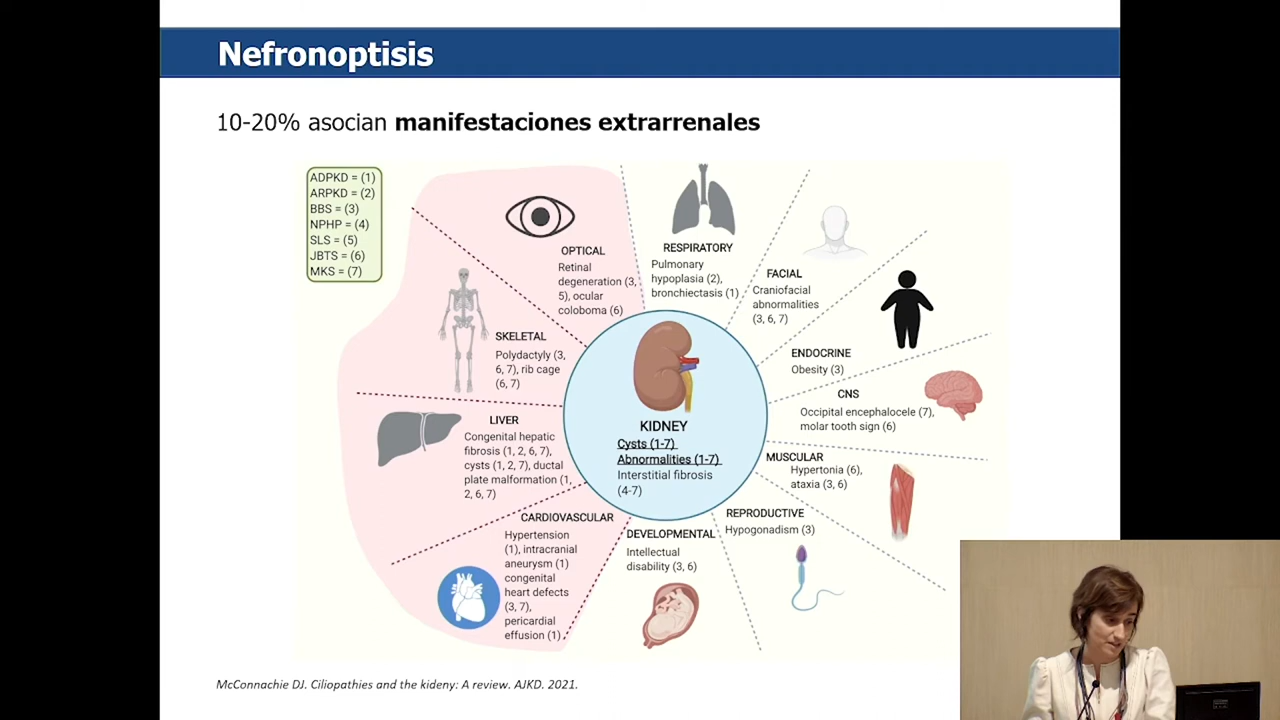 Nefronoptisis
10-20% asocian manifestaciones extrarrenales
ADPKD = (1)
ARPKD = (2)
BBS = (3)
NPHP = (4)
SLS = (5)
JBTS = (6)
MKS = (7)
OPTICAL
Retinal
degeneration (3,
5), ocular
coloboma (6)
RESPIRATORY
Pulmonary
hypoplasia (2),
bronchiectasis (1)
FACIAL
Craniofacial
abnormalities
(3, 6, 7)
ENDOCRINE
Obesity (3)
CNS
Occipital encephalocele (7),
molar tooth sign (6)
MUSCULAR
Hypertonia (6),
ataxia (3, 6)
REPRODUCTIVE
Hypogonadism (3)
DEVELOPMENTAL
Intellectual
disability (3, 6)
CARDIOVASCULAR
Hypertension
(1), intracranial
aneurysm (1)
congenital
heart defects
(3, 7),
pericardial
effusion (1)
LIVER
Congenital hepatic
fibrosis (1, 2, 6, 7),
cysts (1, 2, 7), ductal
plate malformation (1,
2, 6, 7)
SKELETAL
Polydactyly (3,
6, 7), rib cage
(6, 7)
KIDNEY
Cysts (1-7)
Abnormalities (1-7)
Interstitial fibrosis
(4-7)
McConnachie DJ. Ciliopathies and the kideny: A review. AJKD. 2021.